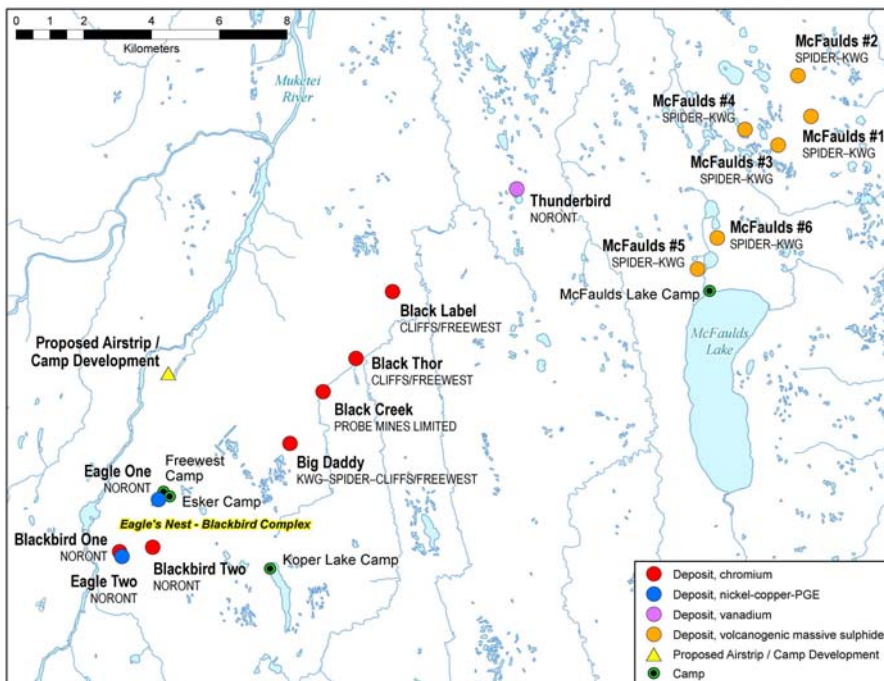 0 2 4 6 8
Kilometers
Muketei
River
McFaulds #2
SPIDER–KWG
McFaulds #4
SPIDER–KWG
McFaulds #1
SPIDER–KWG
McFaulds #3
SPIDER–KWG
Thunderbird
NORONT
McFaulds #6
SPIDER–KWG
McFaulds #5
SPIDER–KWG
McFaulds Lake Camp
Black Label
CLIFFS/FREEWEST
McFaulds
Lake
Proposed Airstrip /
Camp Development
Black Thor
CLIFFS/FREEWEST
Black Creek
PROBE MINES LIMITED
Big Daddy
KWG–SPIDER–CLIFFS/FREEWEST
Freewest
Camp
Eagle One
NORONT
Esker Camp
Eagle's Nest - Blackbird Complex
Blackbird One
NORONT
Koper Lake Camp
Blackbird Two
NORONT
Eagle Two
NORONT
Deposit, chromium
Deposit, nickel-copper-PGE
Deposit, vanadium
Deposit, volcanogenic massive sulphide
Proposed Airstrip / Camp Development
Camp